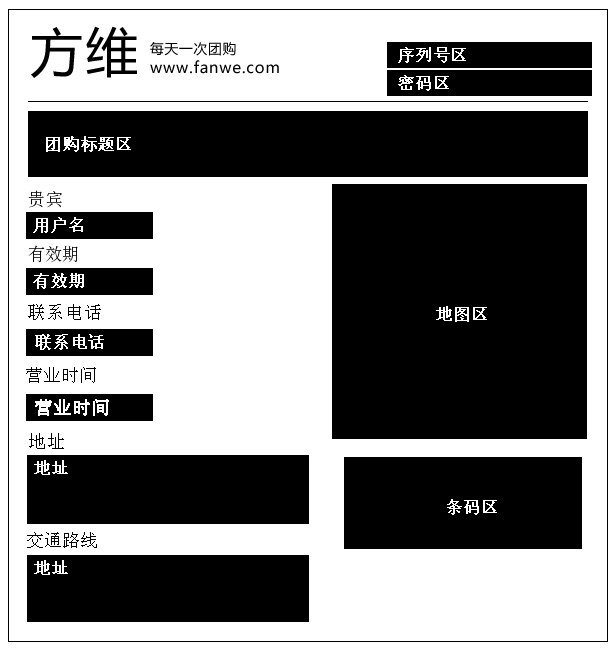 方维
每天一次团购
www.fanwe.com
序列号区
密码区
团购标题区
贵宾
用户名
有效期
有效期
联系电话
联系电话
营业时间
营业时间
地址
地址
交通路线
地址
地图区
条码区